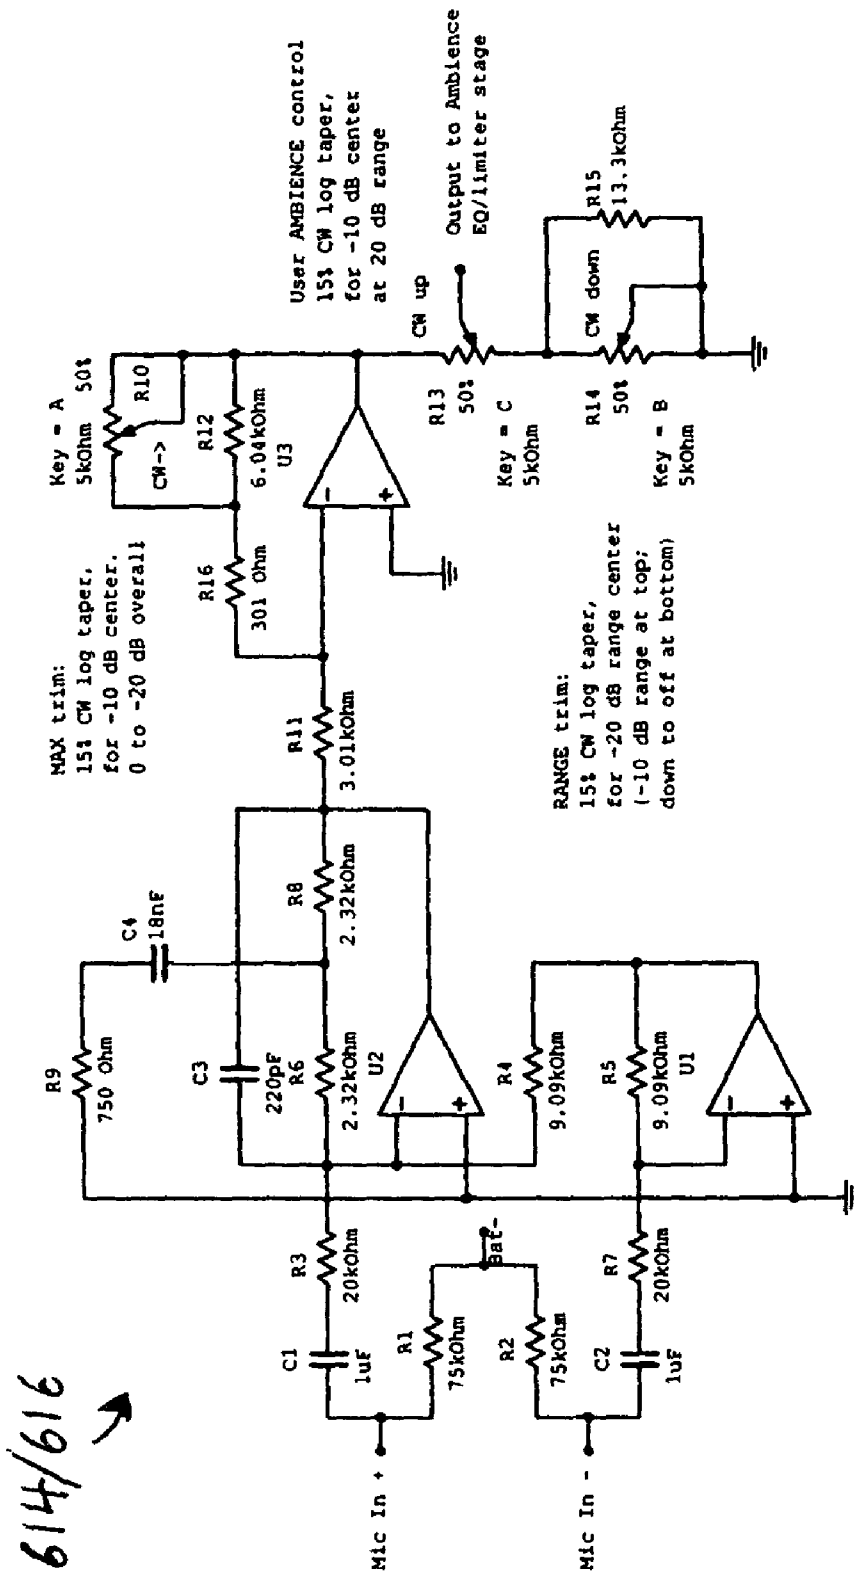 614/616
Mic In +
Mic In -
C1
1uF
R3
20kOhm
R1
75kOhm
R2
75kOhm
Bat-
C2
1uF
R7
20kOhm
R9
750 Ohm
C4
18nF
C3
220pF
R6
2.32kOhm
R8
2.32kOhm
U2
R4
9.09kOhm
R5
9.09kOhm
U1
R11
3.01kOhm
MAX trim:
15% CW log taper,
for -10 dB center.
0 to -20 dB overall
R16
301 Ohm
Key = A
5kOhm 50%
R10
CW->
R12
6.04kOhm
U3
User AMBIENCE control
15% CW log taper,
for -10 dB center
at 20 dB range
CW up
R13
50%
Key = C
5kOhm
Output to Ambience
EQ/limiter stage
CW down
R14
50%
Key = B
5kOhm
R15
13.3kOhm
RANGE trim:
15% CW log taper,
for -20 dB range center
(-10 dB range at top;
down to off at bottom)